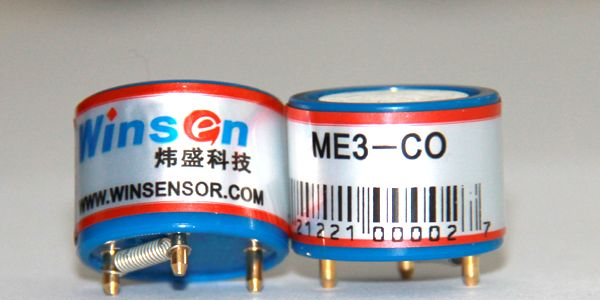 Winsen
炜盛科技
WWW.WINSENSOR.COM
ME3-CO
21221 00002 7